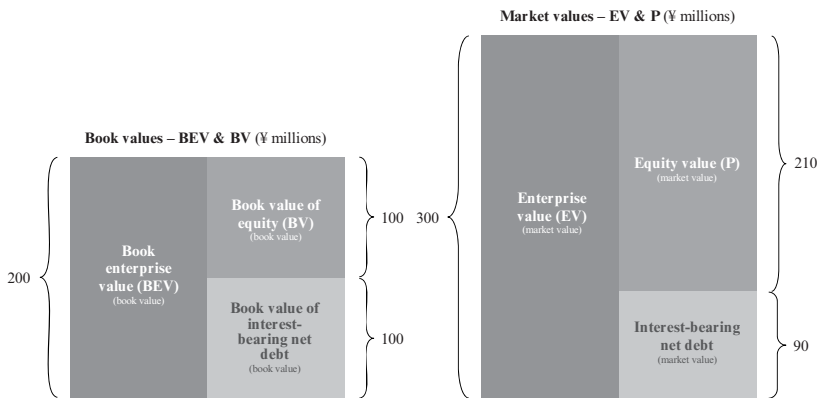 Market values – EV & P (¥ millions)
Book values – BEV & BV (¥ millions)
200
Book
enterprise
value (BEV)
(book value)
Book value of
equity (BV)
(book value)
100
Book value of
interest-
bearing net
debt
(book value)
100
300
Enterprise
value (EV)
(market value)
Equity value (P)
(market value)
210
Interest-bearing
net debt
(market value)
90